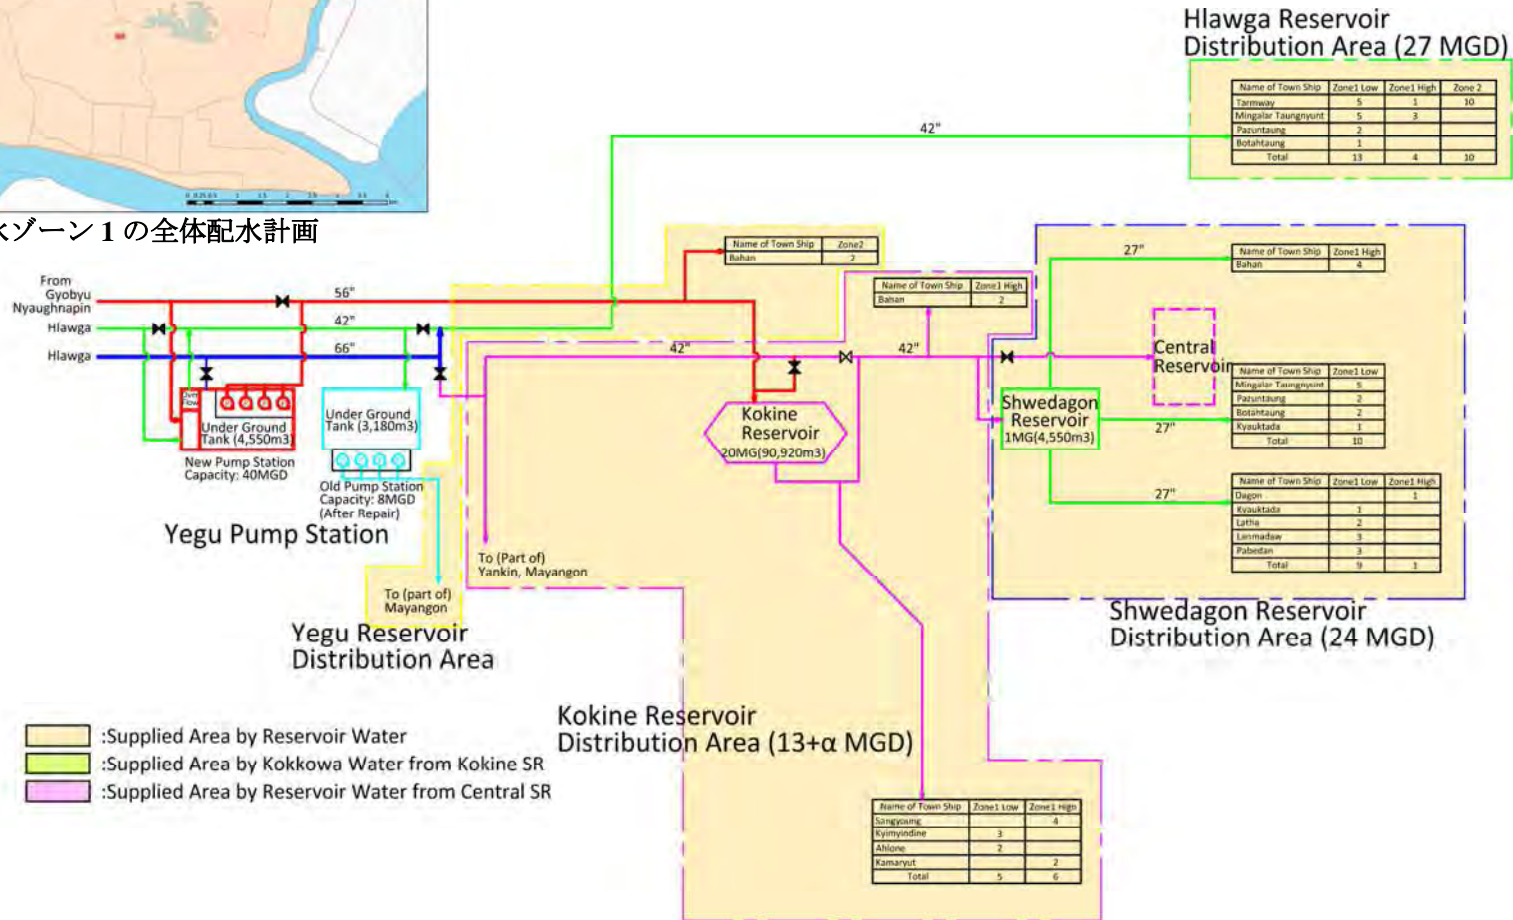 Hlawga Reservoir
Distribution Area (27 MGD)
Name of Town Ship Zone1 Low Zone1 High Zone 2
Tarmway 5 1 10
Mingalar Taungnyunt 5 3
Pazuntaung 2
Botahtaung 1
Total 13 4 10
42"
ゾーン 1 の全体配水計画
Name of Town Ship Zone2
Bahan 2
Name of Town Ship Zone1 High
Bahan 2
27"
Name of Town Ship Zone1 High
Bahan 4
From
Gyobyu
Nyaughnapin
Hlawga
Hlawga
56"
42"
66"
42"
42"
Central
Reservoir
Name of Town Ship Zone1 Low
Mingalar Taungnyunt 5
Pazuntaung 2
Botahtaung 2
Kyauktada 1
Total 10
Over
Flow
Under Ground
Tank (4,550m3)
New Pump Station
Capacity: 40MGD
Under Ground
Tank (3,180m3)
Old Pump Station
Capacity: 8MGD
(After Repair)
Yegu Pump Station
Kokine
Reservoir
20MG(90,920m3)
Shwedagon
Reservoir
1MG(4,550m3)
27"
27"
Name of Town Ship Zone1 Low Zone1 High
Dagon 1
Kyauktada 1
Latha 2
Lanmadaw 3
Pabedan 3
Total 9 1
To (Part of)
Yankin, Mayangon
To (part of)
Mayangon
Yegu Reservoir
Distribution Area
Shwedagon Reservoir
Distribution Area (24 MGD)
Kokine Reservoir
Distribution Area (13+α MGD)
:Supplied Area by Reservoir Water
:Supplied Area by Kokkowa Water from Kokine SR
:Supplied Area by Reservoir Water from Central SR
Name of Town Ship Zone1 Low Zone1 High
Sangyoung 4
Kyimyindine 3
Ahlone 2
Kamaryut 2
Total 5 6